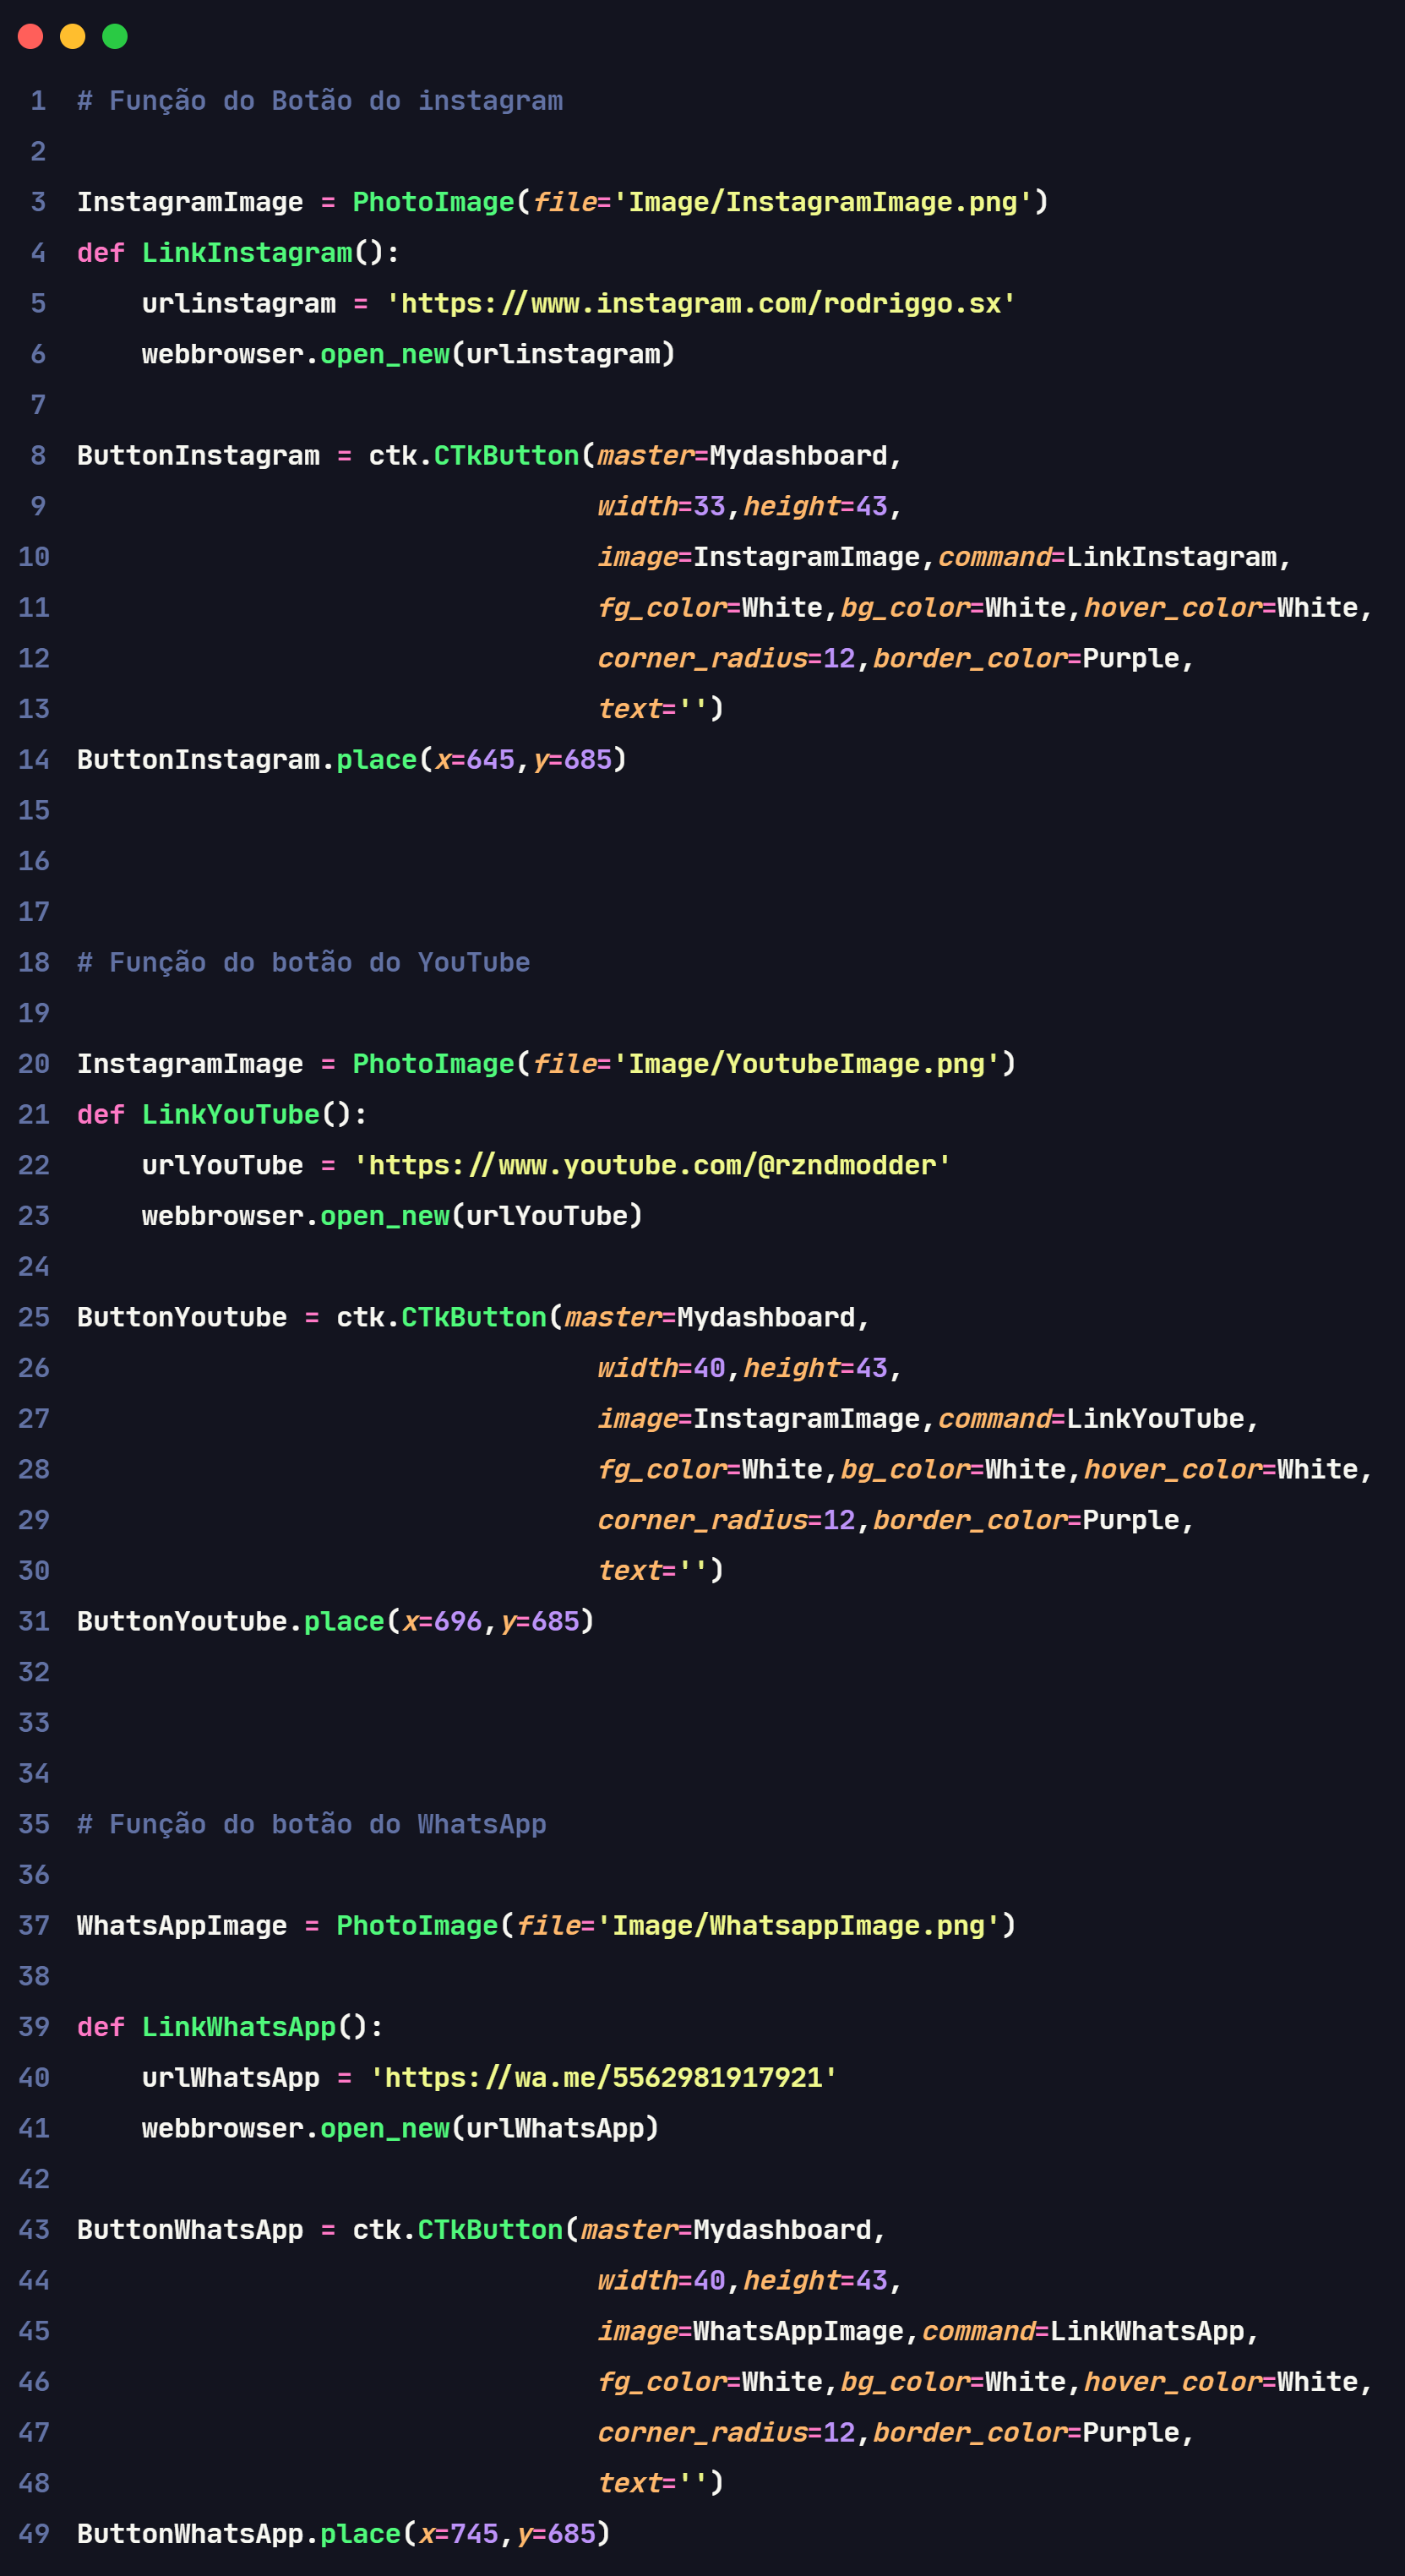 1 # Função do Botão do instagram
2
3 InstagramImage = PhotoImage(file='Image/InstagramImage.png')
4 def LinkInstagram():
5     urlinstagram = 'https://www.instagram.com/rodriggo.sx'
6     webbrowser.open_new(urlinstagram)
7
8 ButtonInstagram = ctk.CTkButton(master=Mydashboard,
9                                 width=33,height=43,
10                                 image=InstagramImage,command=LinkInstagram,
11                                 fg_color=White,bg_color=White,hover_color=White,
12                                 corner_radius=12,border_color=Purple,
13                                 text='')
14 ButtonInstagram.place(x=645,y=685)
15
16
17
18 # Função do botão do YouTube
19
20 InstagramImage = PhotoImage(file='Image/YoutubeImage.png')
21 def LinkYouTube():
22     urlYouTube = 'https://www.youtube.com/@rzndmodder'
23     webbrowser.open_new(urlYouTube)
24
25 ButtonYoutube = ctk.CTkButton(master=Mydashboard,
26                                 width=40,height=43,
27                                 image=InstagramImage,command=LinkYouTube,
28                                 fg_color=White,bg_color=White,hover_color=White,
29                                 corner_radius=12,border_color=Purple,
30                                 text='')
31 ButtonYoutube.place(x=696,y=685)
32
33
34
35 # Função do botão do WhatsApp
36
37 WhatsAppImage = PhotoImage(file='Image/WhatsappImage.png')
38
39 def LinkWhatsApp():
40     urlWhatsApp = 'https://wa.me/5562981917921'
41     webbrowser.open_new(urlWhatsApp)
42
43 ButtonWhatsApp = ctk.CTkButton(master=Mydashboard,
44                                 width=40,height=43,
45                                 image=WhatsAppImage,command=LinkWhatsApp,
46                                 fg_color=White,bg_color=White,hover_color=White,
47                                 corner_radius=12,border_color=Purple,
48                                 text='')
49 ButtonWhatsApp.place(x=745,y=685)